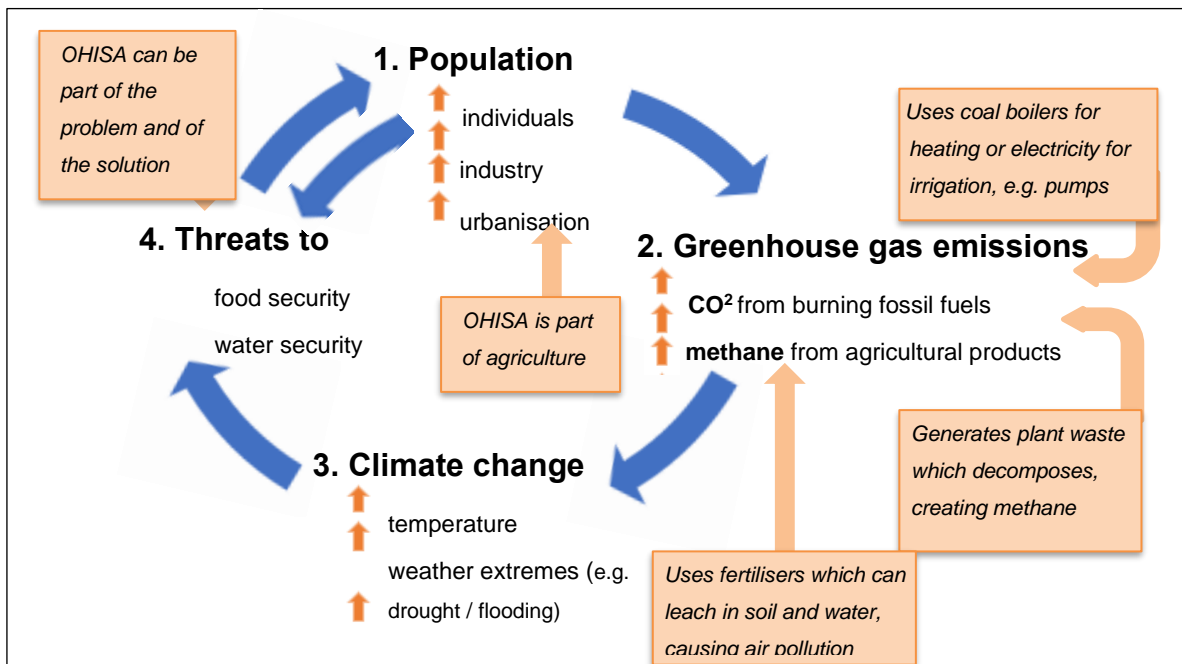 OHISA can be
part of the
problem and of
the solution
1. Population
individuals
industry
urbanisation
Uses coal boilers for
heating or electricity for
irrigation, e.g. pumps
4. Threats to
food security
water security
OHISA is part
of agriculture
2. Greenhouse gas emissions
CO² from burning fossil fuels
methane from agricultural products
Generates plant waste
which decomposes,
creating methane
3. Climate change
temperature
weather extremes (e.g.
drought / flooding)
Uses fertilisers which can
leach in soil and water,
causing air pollution